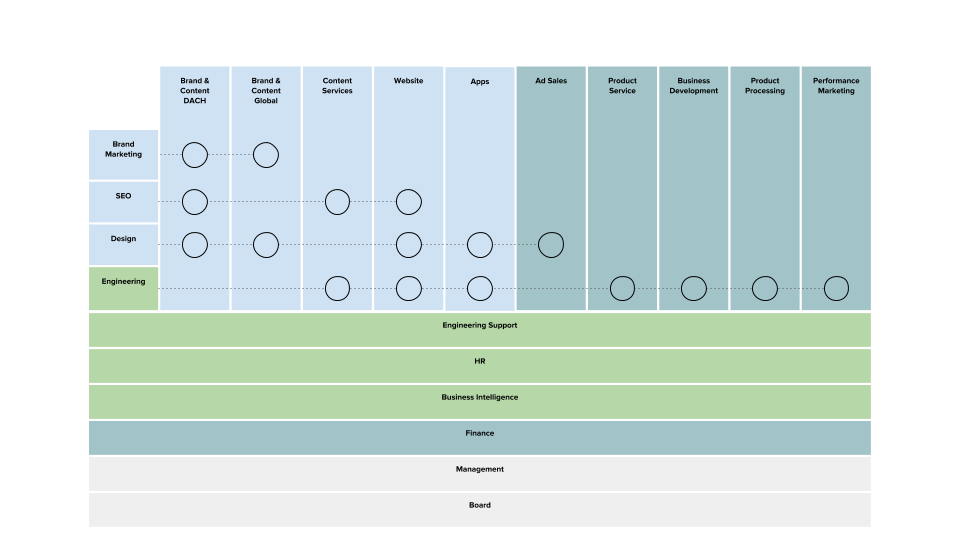 Brand &
Content
DACH
Brand &
Content
Global
Content
Services
Website
Apps
Ad Sales
Product
Service
Business
Development
Product
Processing
Performance
Marketing
Brand
Marketing
SEO
Design
Engineering
Engineering Support
HR
Business Intelligence
Finance
Management
Board